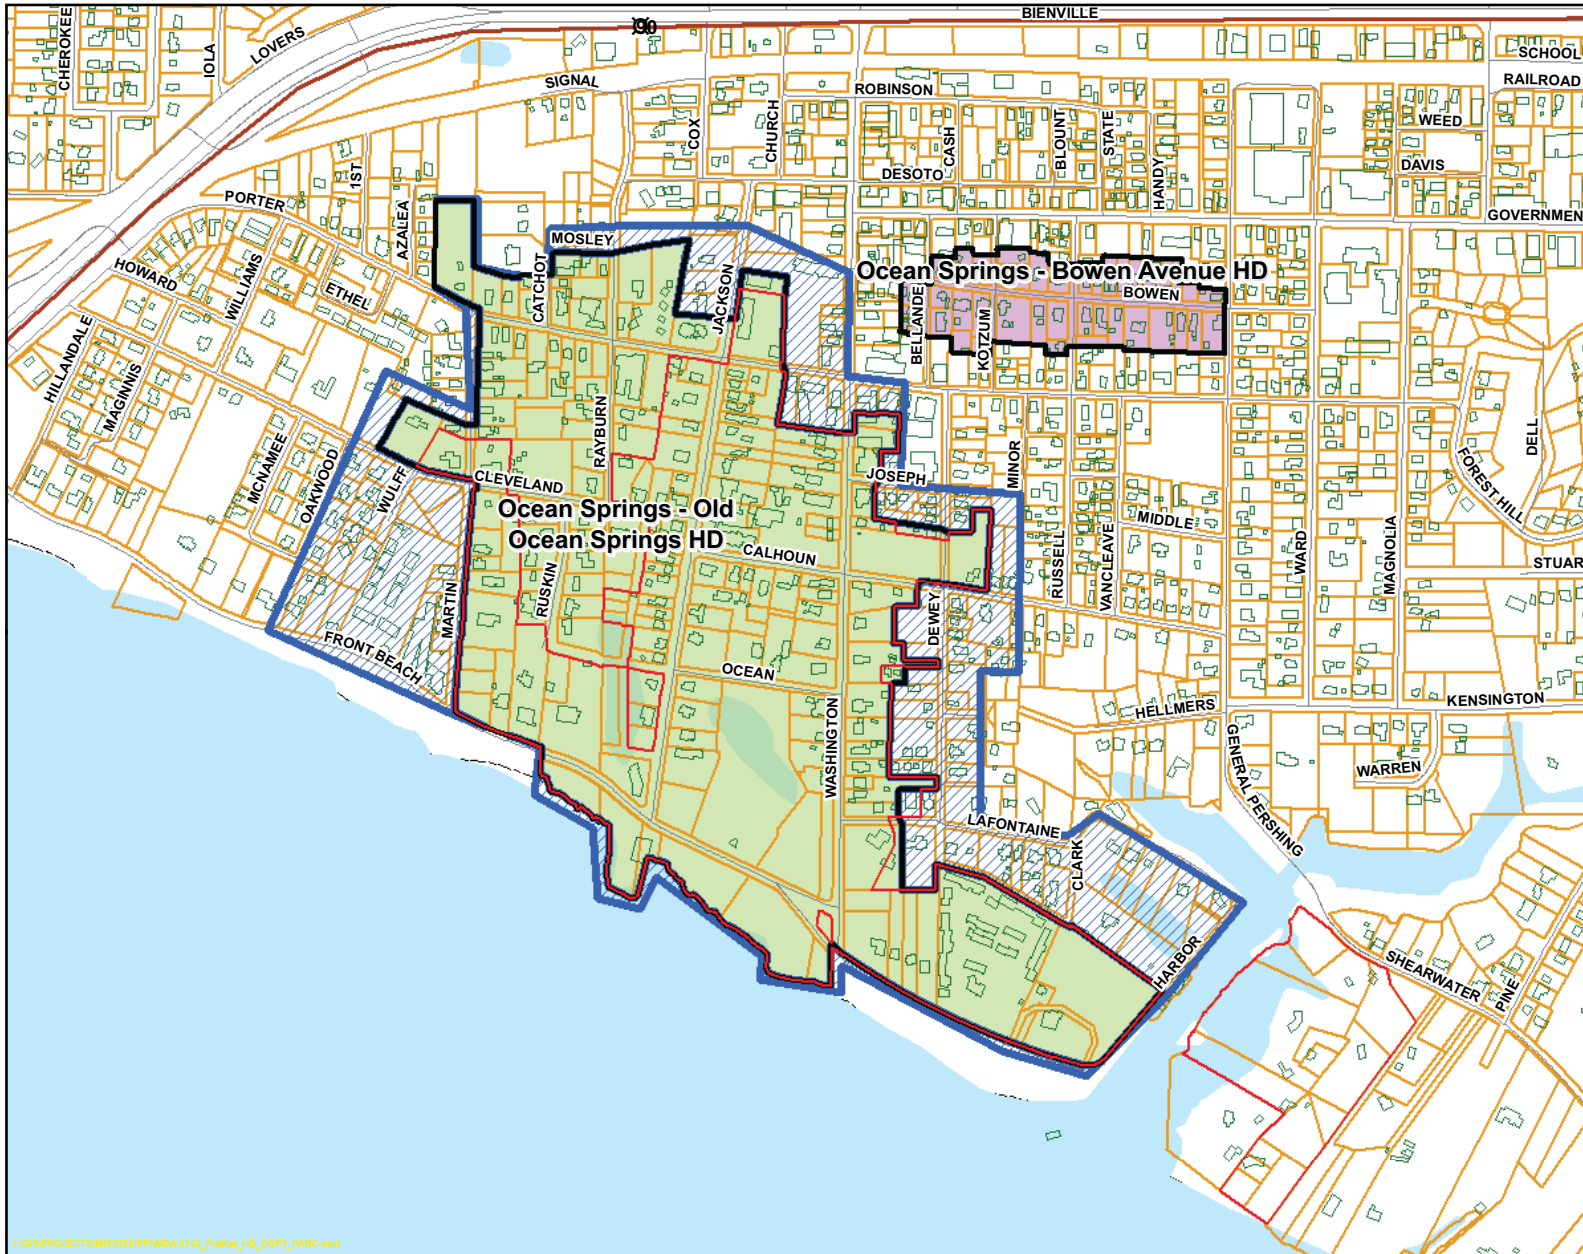 BIENVILLE
90
CHEROKEE
IOLA
LOVERS
SCHOOL
RAILROAD
SIGNAL
ROBINSON
COX
CHURCH
CASH
BLOUNT
STATE
HANDY
WEED
DAVIS
DESOTO
1ST
PORTER
AZALEA
GOVERNMEN
MOSLEY
HOWARD
WILLIAMS
ETHEL
CATCHOT
JACKSON
Ocean Springs - Bowen Avenue HD
BOWEN
BELLANDE
KOTZUM
HILLANDALE
MAGINNIS
MCNAMEE
OAKWOOD
WULFF
RAYBURN
CLEVELAND
JOSEPH
MINOR
DELL
FOREST HILL
Ocean Springs - Old
Ocean Springs HD
MIDDLE
CALHOUN
RUSKIN
MARTIN
DEWEY
RUSSELL
VANCLEAVE
WARD
MAGNOLIA
STUAR
FRONT BEACH
OCEAN
WASHINGTON
HELLMERS
KENSINGTON
GENERAL PERSHING
WARREN
LAFONTAINE
CLARK
HARBOR
SHEARWATER
PINE